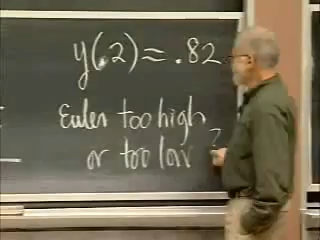 y(.2) ≈ .82
Euler too high
or too low ?